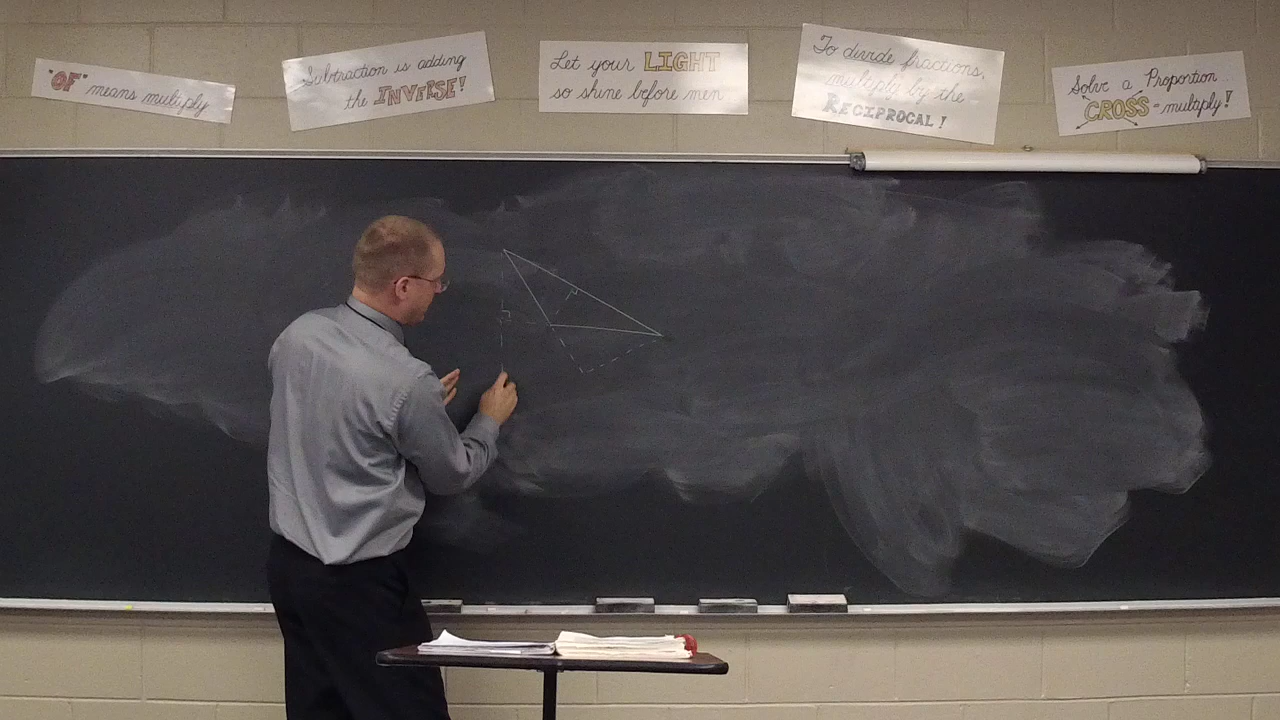 "OF" means multiply
Subtraction is adding
the INVERSE!
Let your LIGHT
so shine before men
To divide fractions,
multiply by the
RECIPROCAL!
Solve a Proportion
CROSS-multiply!